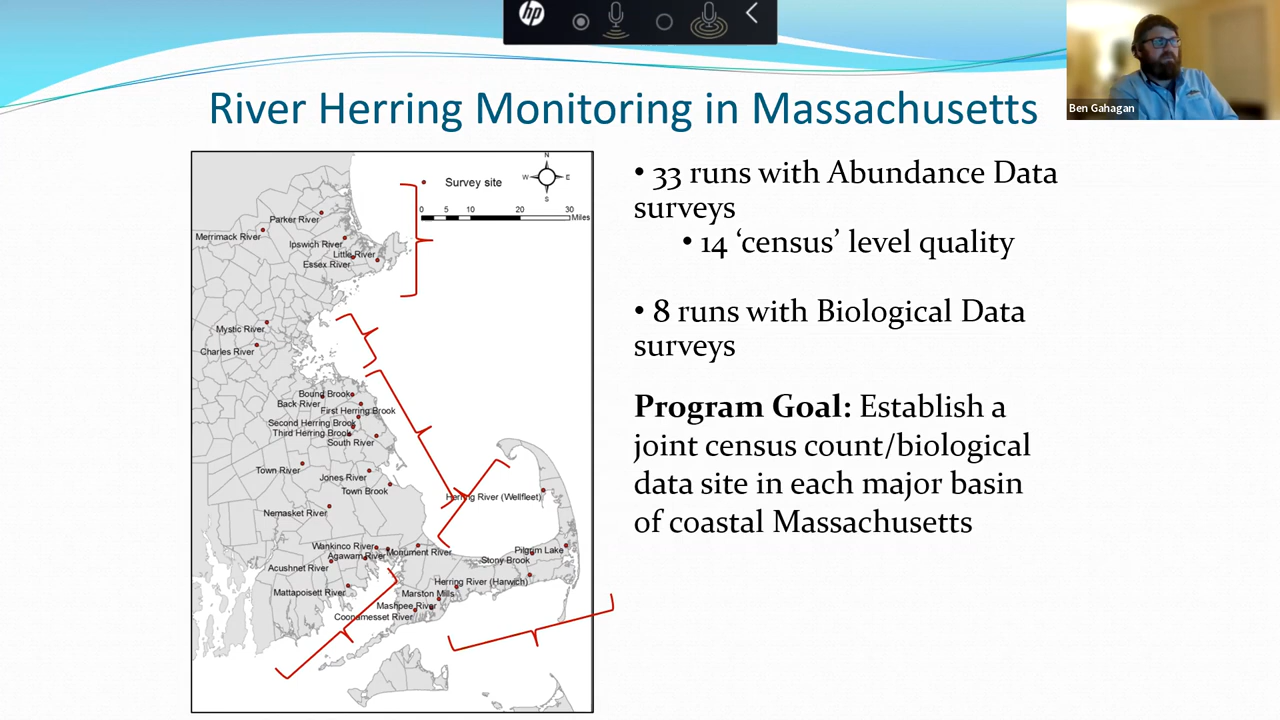 hp
Ben Gahagan
River Herring Monitoring in Massachusetts
Survey site
N
W
E
S
0 5 10 20 30
Miles
Parker River
Merrimack River
Ipswich River
Little River
Essex River
Mystic River
Charles River
Bound Brook
Back River
First Herring Brook
Second Herring Brook
Third Herring Brook
South River
Town River
Jones River
Town Brook
Herring River (Wellfleet)
Nemasket River
Wankinco River
Agawam River
Monument River
Pilgrim Lake
Stony Brook
Acushnet River
Herring River (Harwich)
Mattapoisett River
Marston Mills
Mashpee River
Coonamesset River
• 33 runs with Abundance Data
surveys
• 14 ‘census’ level quality
• 8 runs with Biological Data
surveys
Program Goal: Establish a
joint census count/biological
data site in each major basin
of coastal Massachusetts